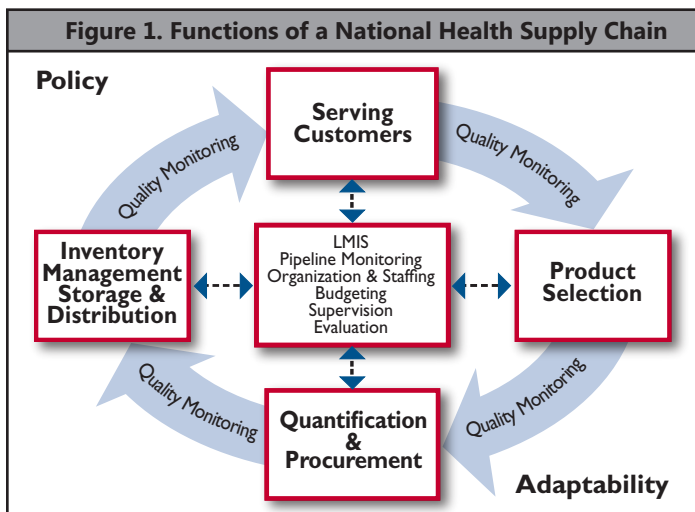 Figure 1. Functions of a National Health Supply Chain
Policy
Serving
Customers
Quality Monitoring
Quality Monitoring
Inventory
Management
Storage &
Distribution
LMIS
Pipeline Monitoring
Organization & Staffing
Budgeting
Supervision
Evaluation
Product
Selection
Quality Monitoring
Quality Monitoring
Quantification
&
Procurement
Adaptability